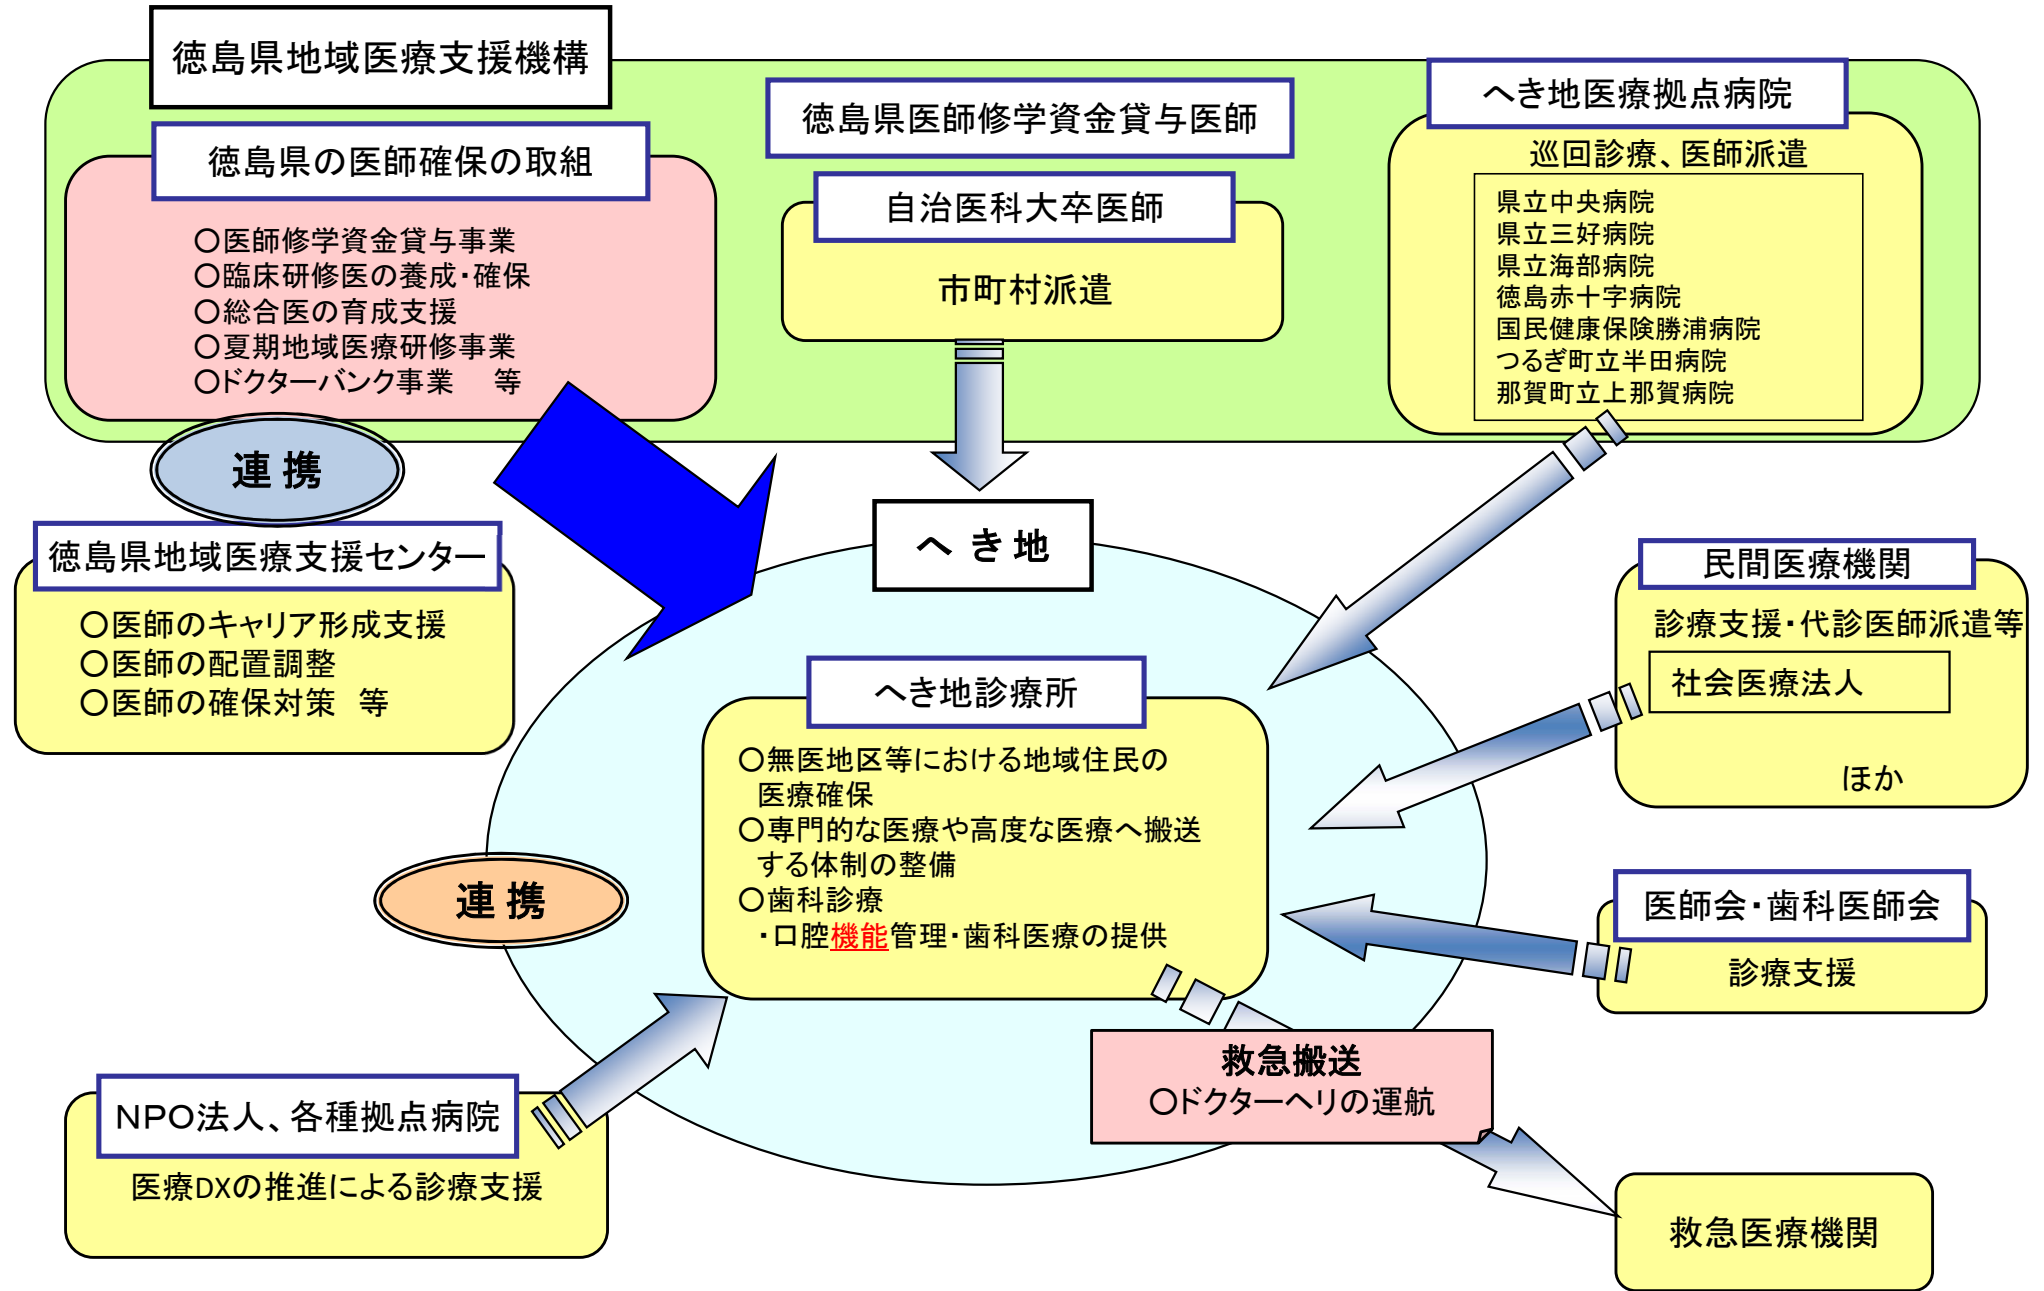 徳島県地域医療支援機構
徳島県の医師確保の取組
〇医師修学資金貸与事業
〇臨床研修医の養成・確保
〇総合医の育成支援
〇夏期地域医療研修事業
〇ドクターバンク事業　等
徳島県医師修学資金貸与医師
自治医科大卒医師
市町村派遣
へき地医療拠点病院
巡回診療、医師派遣
県立中央病院
県立三好病院
県立海部病院
徳島赤十字病院
国民健康保険勝浦病院
つるぎ町立半田病院
那賀町立上那賀病院
連 携
徳島県地域医療支援センター
〇医師のキャリア形成支援
〇医師の配置調整
〇医師の確保対策　等
へ き 地
へき地診療所
〇無医地区等における地域住民の
医療確保
〇専門的な医療や高度な医療へ搬送
する体制の整備
〇歯科診療
・口腔機能管理・歯科医療の提供
民間医療機関
診療支援・代診医師派遣等
社会医療法人
ほか
連 携
医師会・歯科医師会
診療支援
NPO法人、各種拠点病院
医療DXの推進による診療支援
救急搬送
〇ドクターヘリの運航
救急医療機関